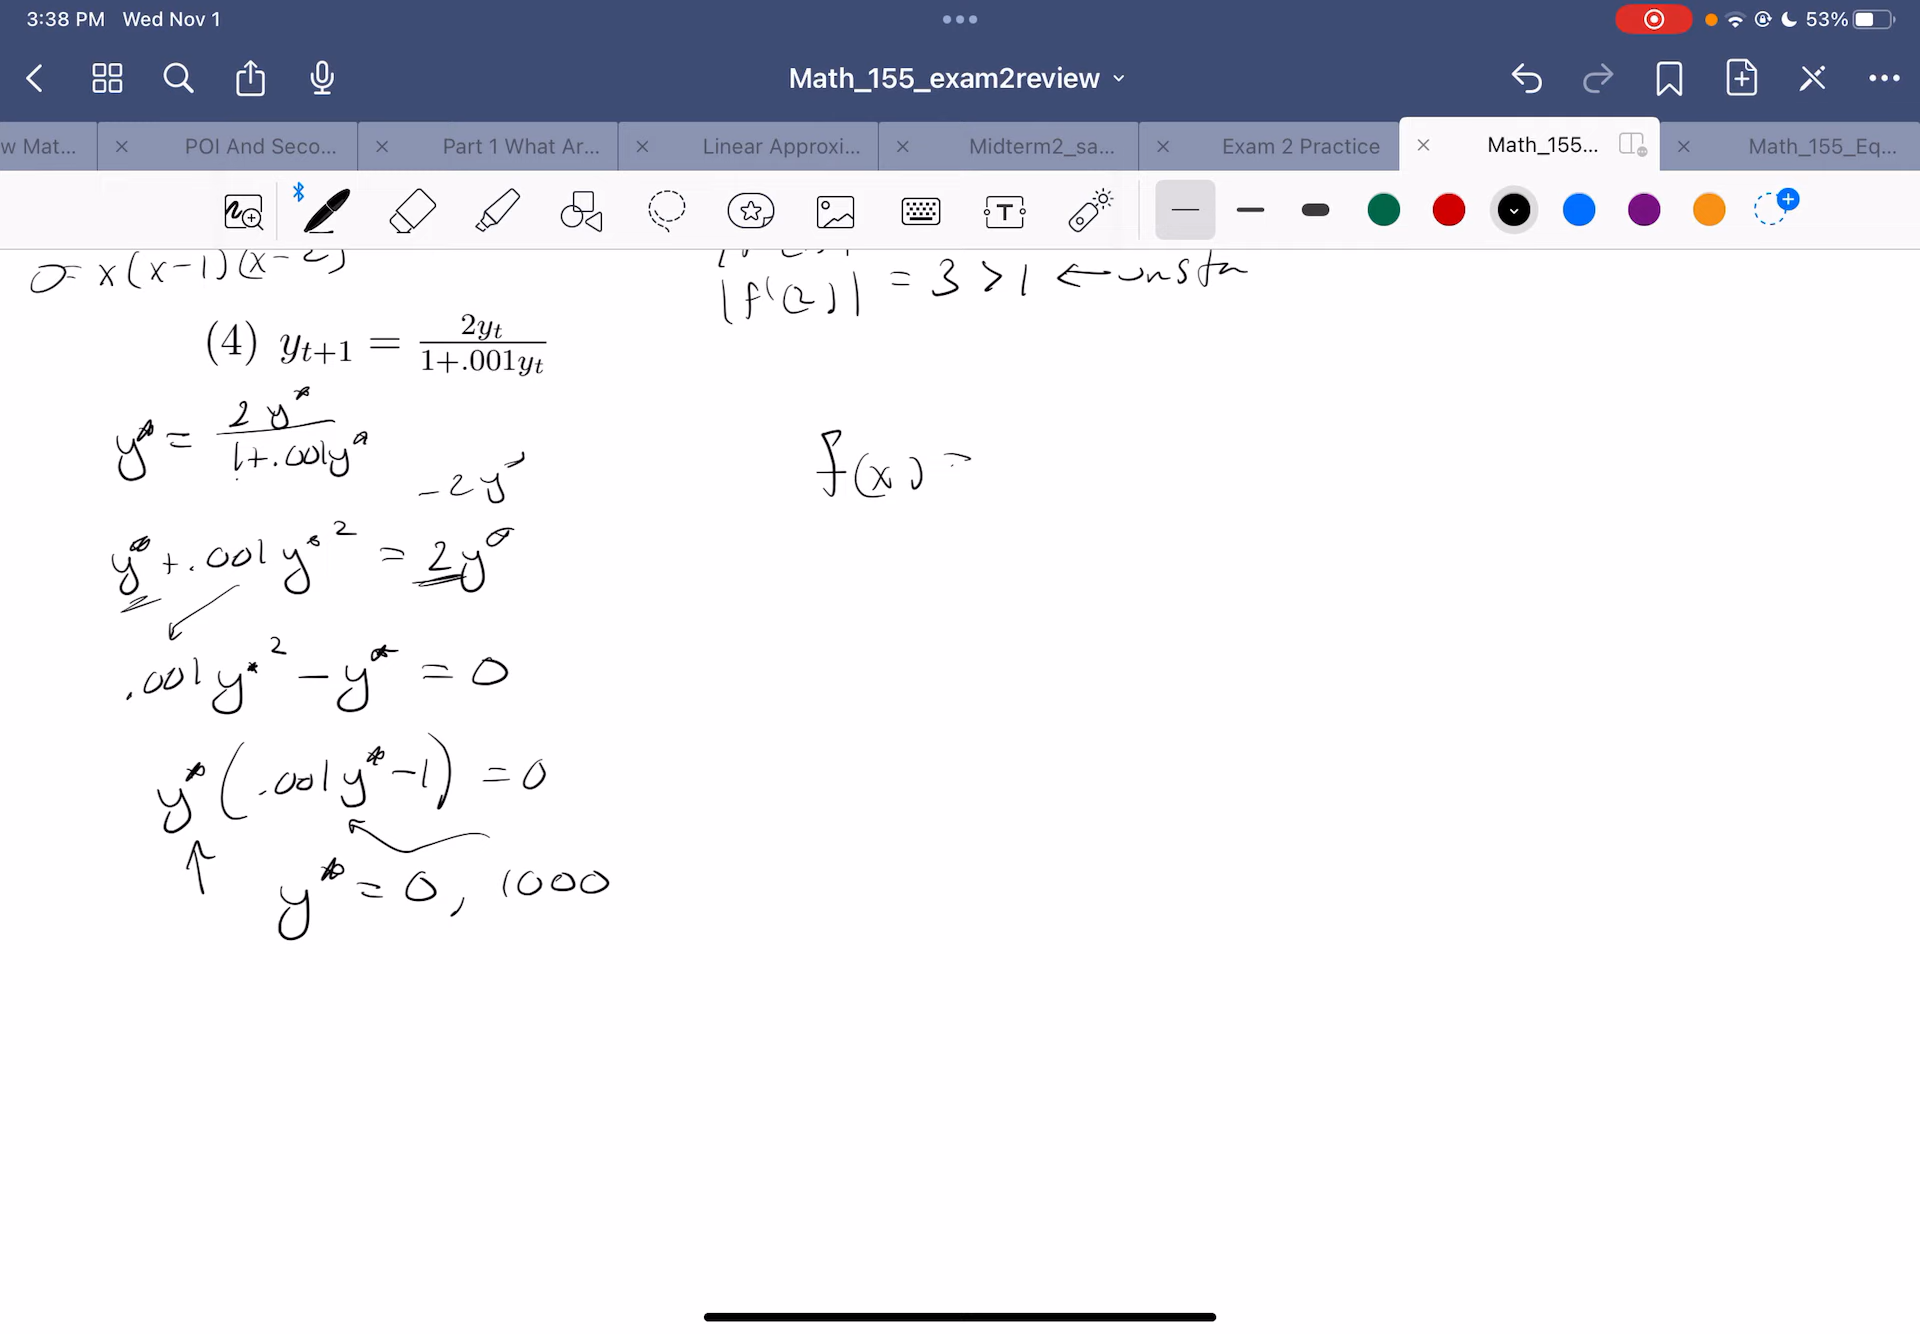 3:38 PM Wed Nov 1
53%
Math_155_exam2review
w Mat...
POI And Seco...
Part 1 What Ar...
Linear Approxi...
Midterm2_sa...
Exam 2 Practice
Math_155...
Math_155_Eq...
0 = x(x-1)(x-2)
|f'(2)| = 3 > 1 ← unsta
(4) y_{t+1} = 2y_t / (1+.001y_t)
y* = 2y* / (1+.001y*)
-2y*
y* + .001y*² = 2y*
.001y*² - y* = 0
y*(.001y* - 1) = 0
y* = 0, 1000
f(x) =